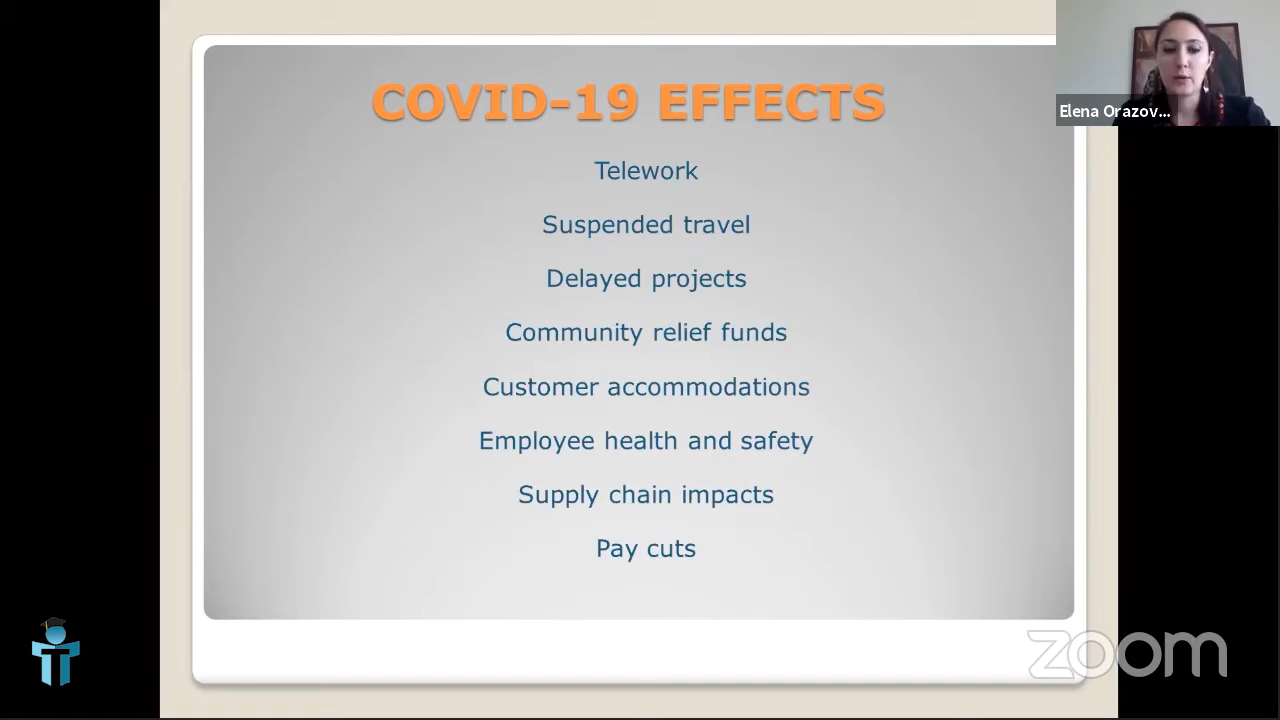 COVID-19 EFFECTS
Elena Orazov...
Telework
Suspended travel
Delayed projects
Community relief funds
Customer accommodations
Employee health and safety
Supply chain impacts
Pay cuts
zoom